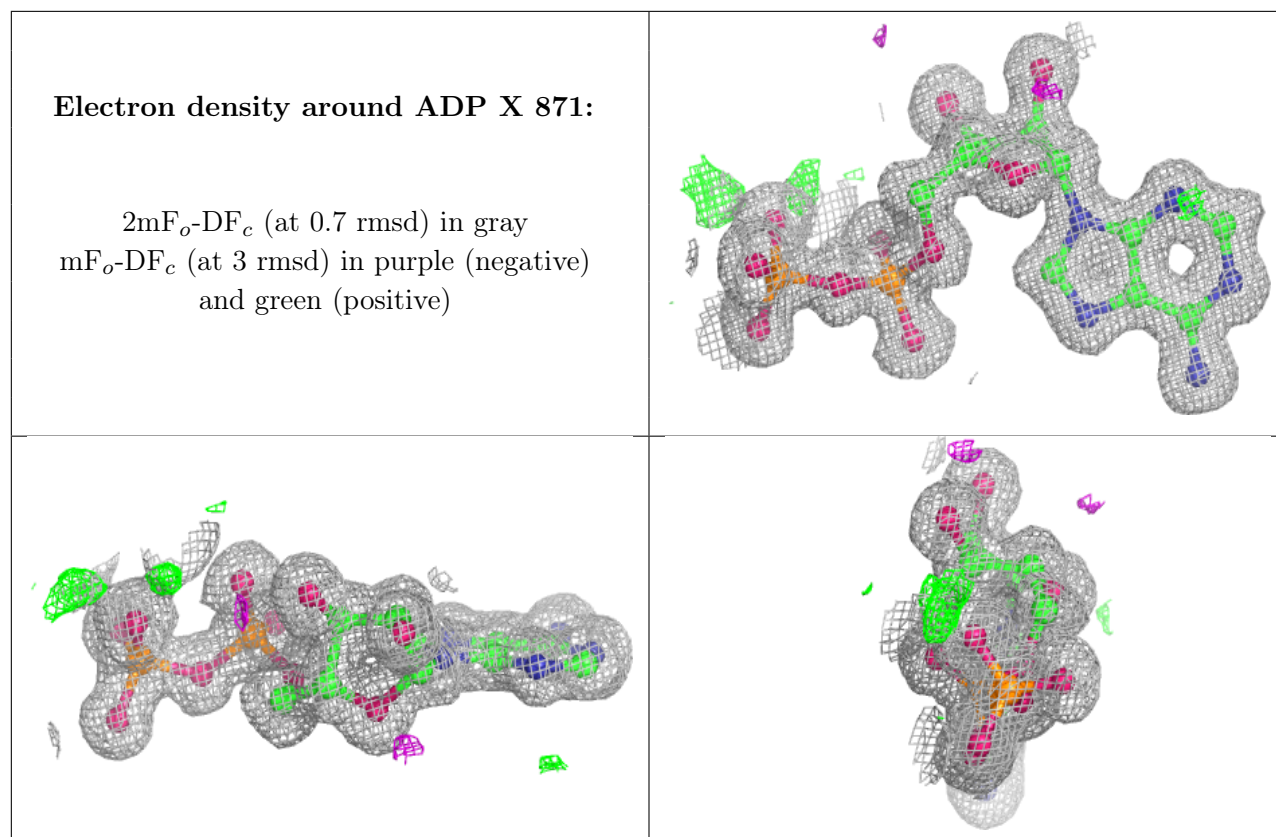 Electron density around ADP X 871:
2mFₒ-DF𝒸 (at 0.7 rmsd) in gray
mFₒ-DF𝒸 (at 3 rmsd) in purple (negative)
and green (positive)